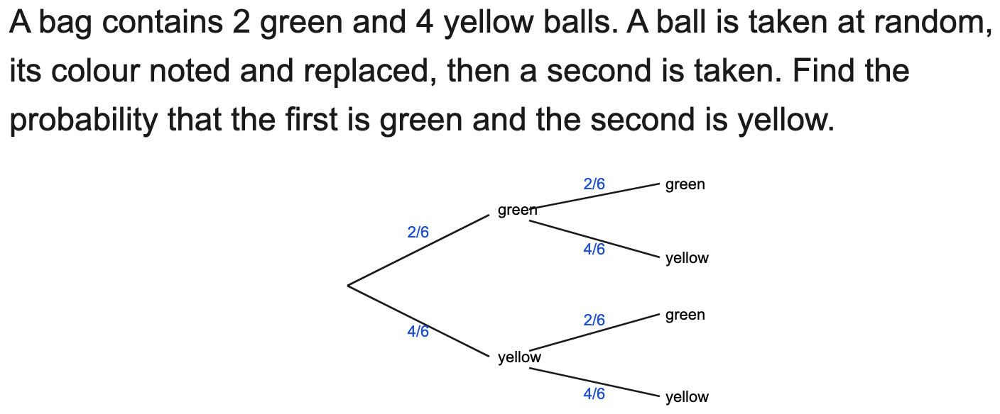 A bag contains 2 green and 4 yellow balls. A ball is taken at random,
its colour noted and replaced, then a second is taken. Find the
probability that the first is green and the second is yellow.
2/6
green
green
2/6
4/6
yellow
2/6
green
4/6
yellow
4/6
yellow